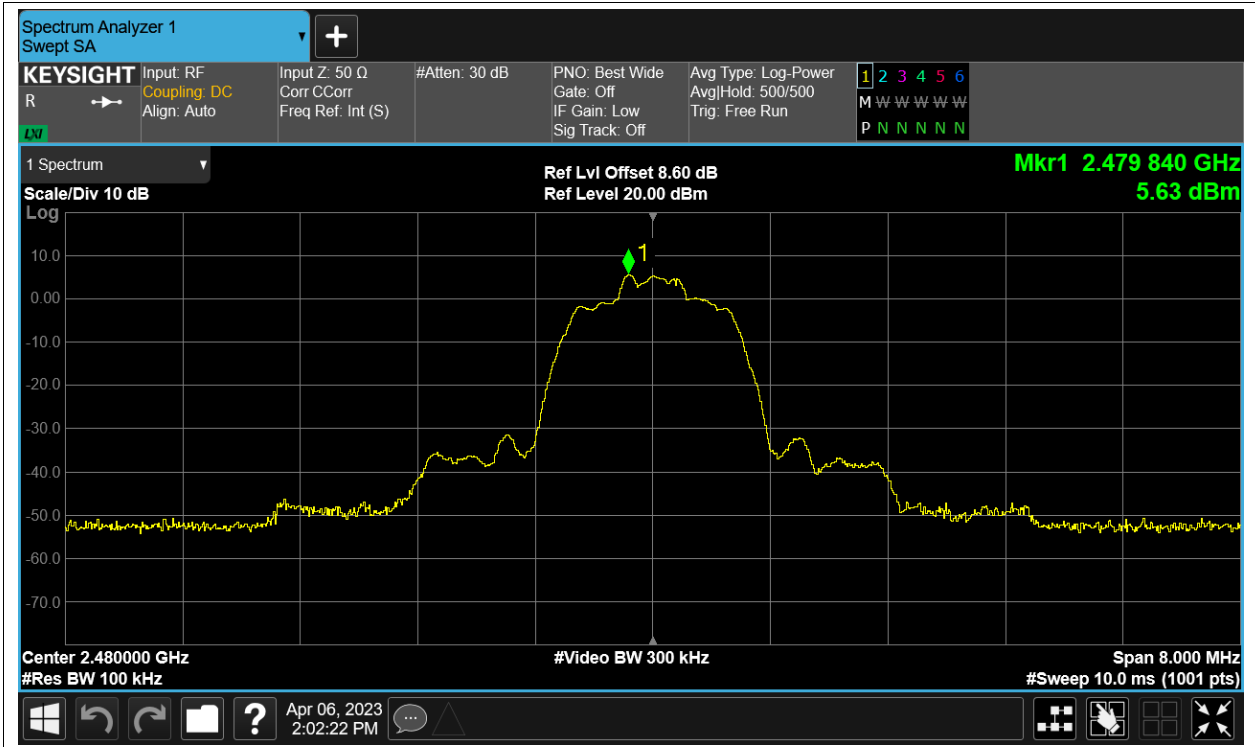 Spectrum Analyzer 1
Swept SA
KEYSIGHT
R
LXI
Input: RF
Coupling: DC
Align: Auto
Input Z: 50 Ω
Corr CCorr
Freq Ref: Int (S)
#Atten: 30 dB
PNO: Best Wide
Gate: Off
IF Gain: Low
Sig Track: Off
Avg Type: Log-Power
Avg|Hold: 500/500
Trig: Free Run
1 2 3 4 5 6
M W W W W W
P N N N N N
1 Spectrum
Scale/Div 10 dB
Log
Ref Lvl Offset 8.60 dB
Ref Level 20.00 dBm
Mkr1 2.479 840 GHz
5.63 dBm
1
10.0
0.00
-10.0
-20.0
-30.0
-40.0
-50.0
-60.0
-70.0
Center 2.480000 GHz
#Res BW 100 kHz
#Video BW 300 kHz
Span 8.000 MHz
#Sweep 10.0 ms (1001 pts)
?
Apr 06, 2023
2:02:22 PM